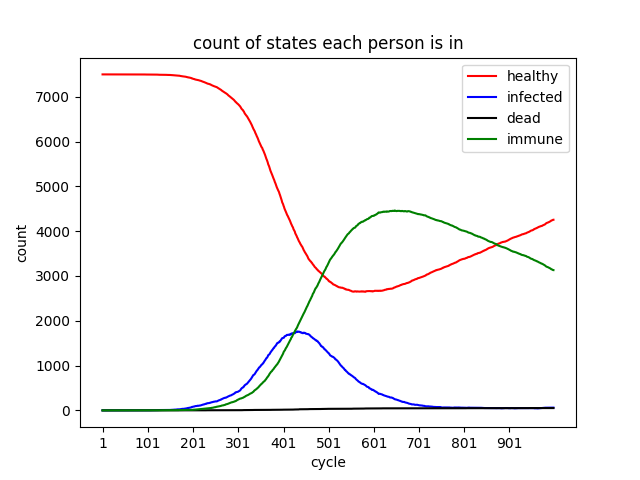 count of states each person is in
healthy
infected
dead
immune
7000
6000
5000
4000
3000
2000
1000
0
count
1 101 201 301 401 501 601 701 801 901
cycle